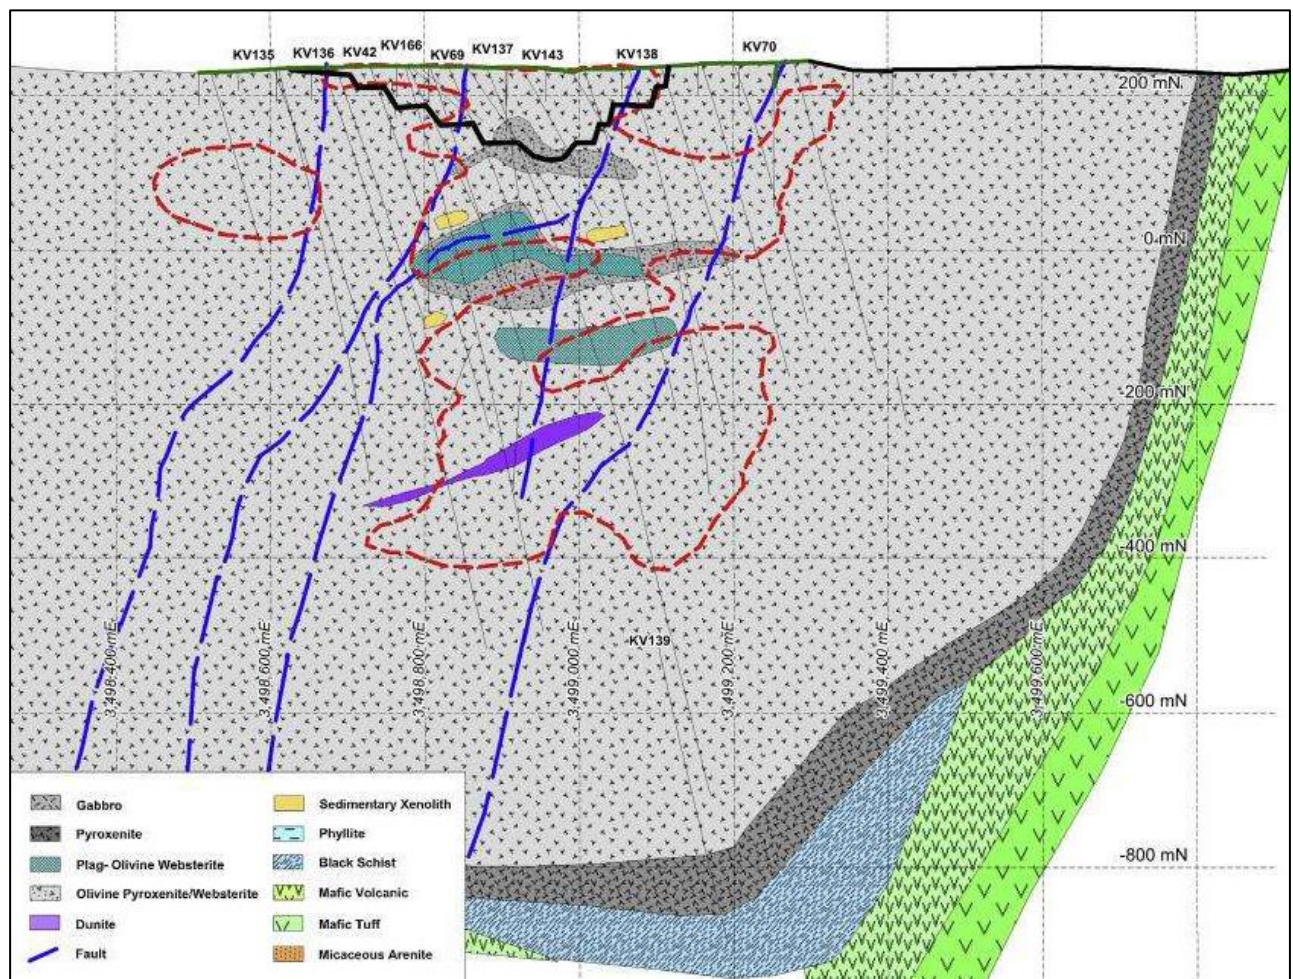 KV135
KV136
KV42
KV166
KV69
KV137
KV143
KV138
KV70
200 mN
0 mN
-200 mN
-400 mN
KV139
3,498,400 mE
3,498,600 mE
3,498,800 mE
3,499,000 mE
3,499,200 mE
3,499,400 mE
3,499,600 mE
-600 mN
-800 mN
Gabbro
Pyroxenite
Plag- Olivine Websterite
Olivine Pyroxenite/Websterite
Dunite
Fault
Sedimentary Xenolith
Phyllite
Black Schist
Mafic Volcanic
Mafic Tuff
Micaceous Arenite